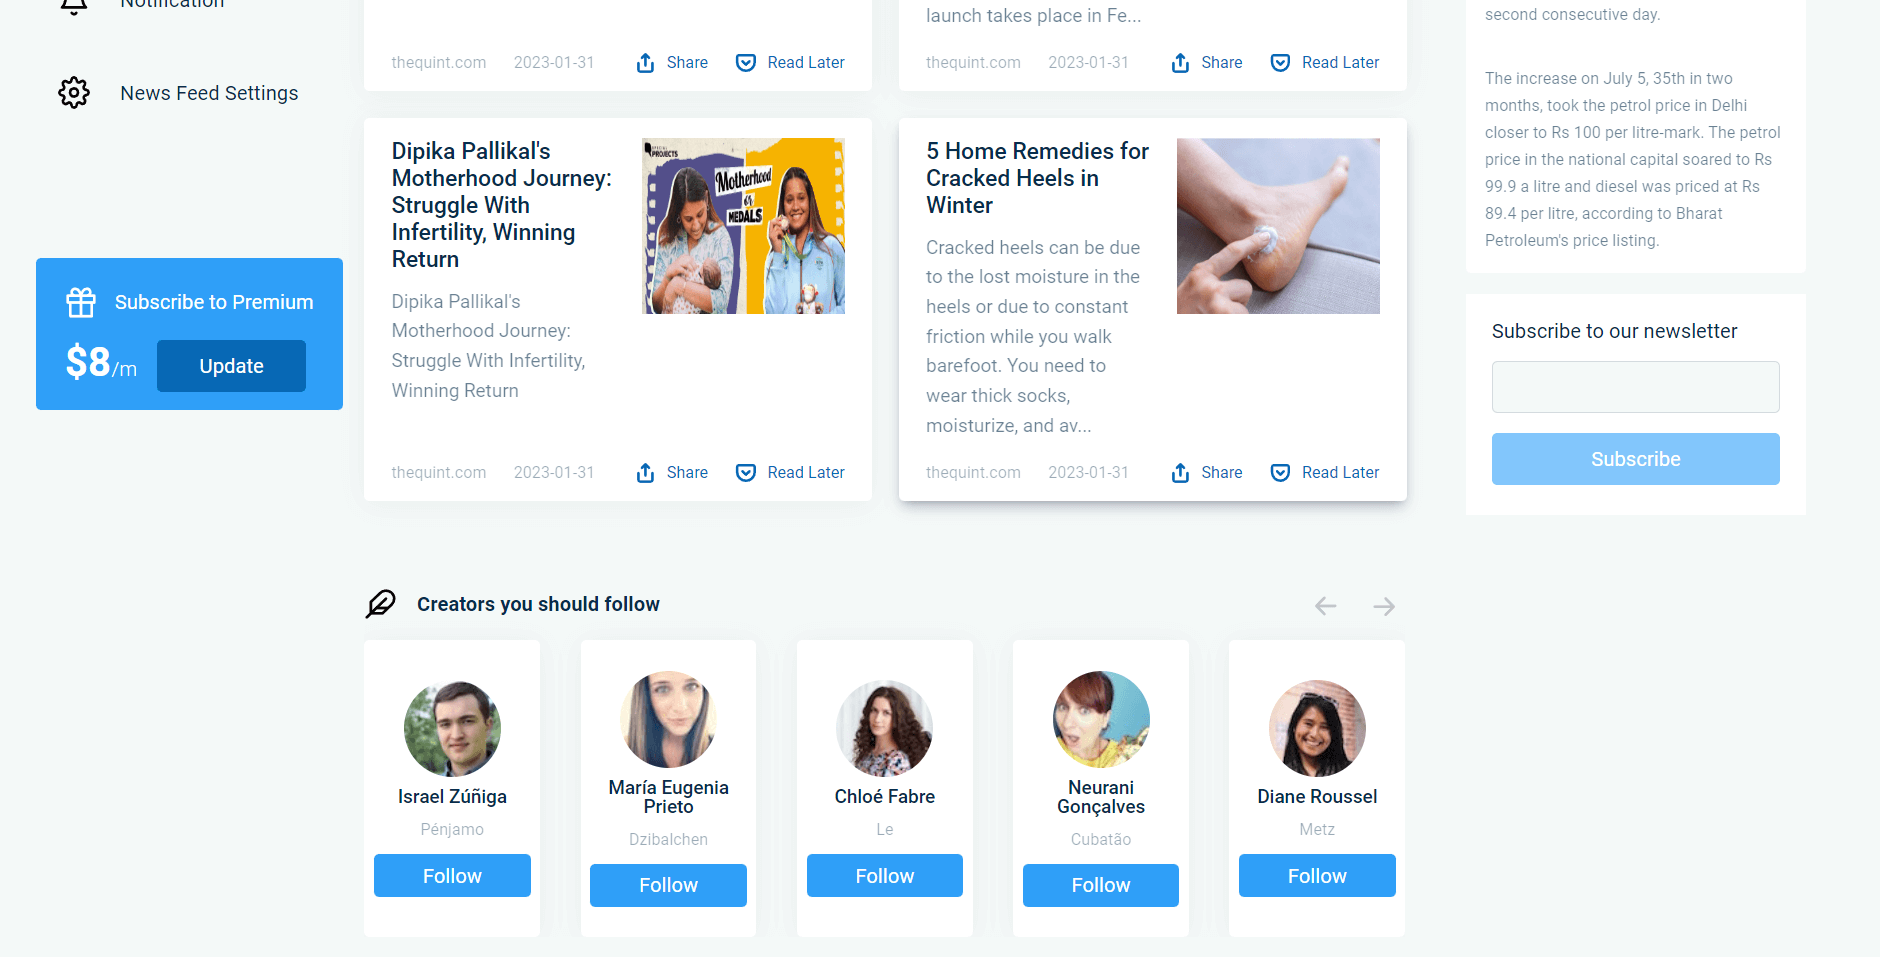 Notification
News Feed Settings
Subscribe to Premium
$8/m
Update
thequint.com 2023-01-31 Share Read Later
launch takes place in Fe...
thequint.com 2023-01-31 Share Read Later
Dipika Pallikal's
Motherhood Journey:
Struggle With
Infertility, Winning
Return
Dipika Pallikal's
Motherhood Journey:
Struggle With Infertility,
Winning Return
PROJECTS
Motherhood
or
MEDALS
thequint.com 2023-01-31 Share Read Later
5 Home Remedies for
Cracked Heels in
Winter
Cracked heels can be due
to the lost moisture in the
heels or due to constant
friction while you walk
barefoot. You need to
wear thick socks,
moisturize, and av...
thequint.com 2023-01-31 Share Read Later
second consecutive day.
The increase on July 5, 35th in two
months, took the petrol price in Delhi
closer to Rs 100 per litre-mark. The petrol
price in the national capital soared to Rs
99.9 a litre and diesel was priced at Rs
89.4 per litre, according to Bharat
Petroleum's price listing.
Subscribe to our newsletter
Subscribe
Creators you should follow
Israel Zúñiga
Pénjamo
Follow
María Eugenia
Prieto
Dzibalchen
Follow
Chloé Fabre
Le
Follow
Neurani
Gonçalves
Cubatão
Follow
Diane Roussel
Metz
Follow